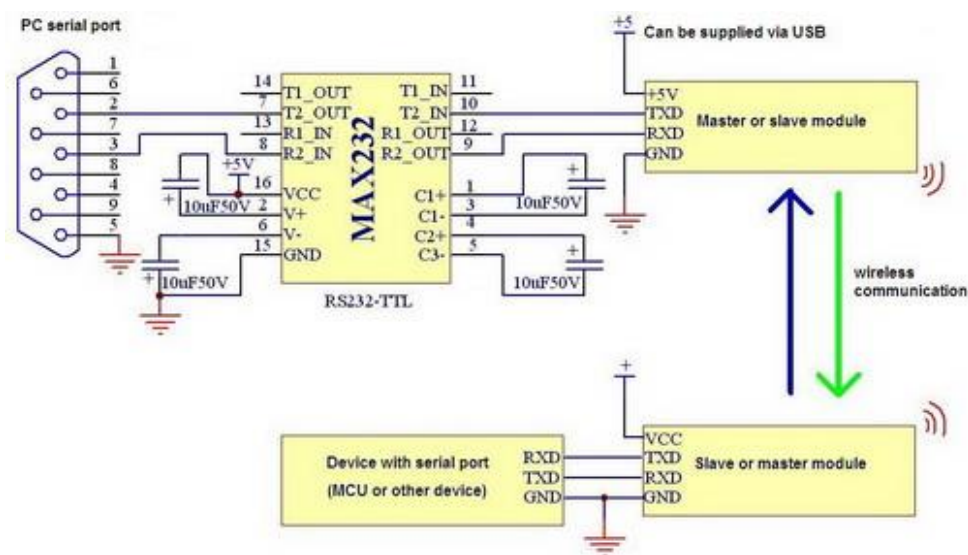 PC serial port
1
6
2
7
3
8
4
9
5
14
7
13
8
+5V
16
2
6
15
10uF50V
10uF50V
T1_OUT
T2_OUT
R1_IN
R2_IN
VCC
V+
V-
GND
MAX232
T1_IN
T2_IN
R1_OUT
R2_OUT
C1+
C1-
C2+
C3-
11
10
12
9
1
3
4
5
+
10uF50V
+
10uF50V
+
+
RS232-TTL
+5
Can be supplied via USB
+5V
TXD
RXD
GND
Master or slave module
wireless
communication
+
VCC
TXD
RXD
GND
Slave or master module
Device with serial port
(MCU or other device)
RXD
TXD
GND